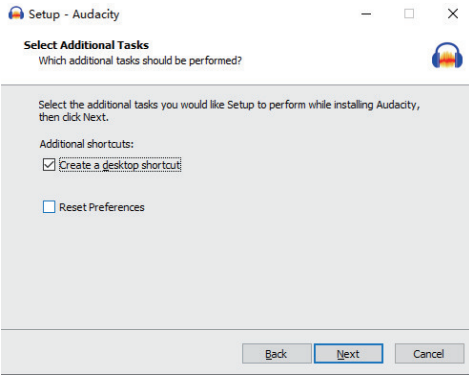 Setup - Audacity
Select Additional Tasks
Which additional tasks should be performed?
Select the additional tasks you would like Setup to perform while installing Audacity,
then click Next.
Additional shortcuts:
Create a desktop shortcut
Reset Preferences
Back Next Cancel